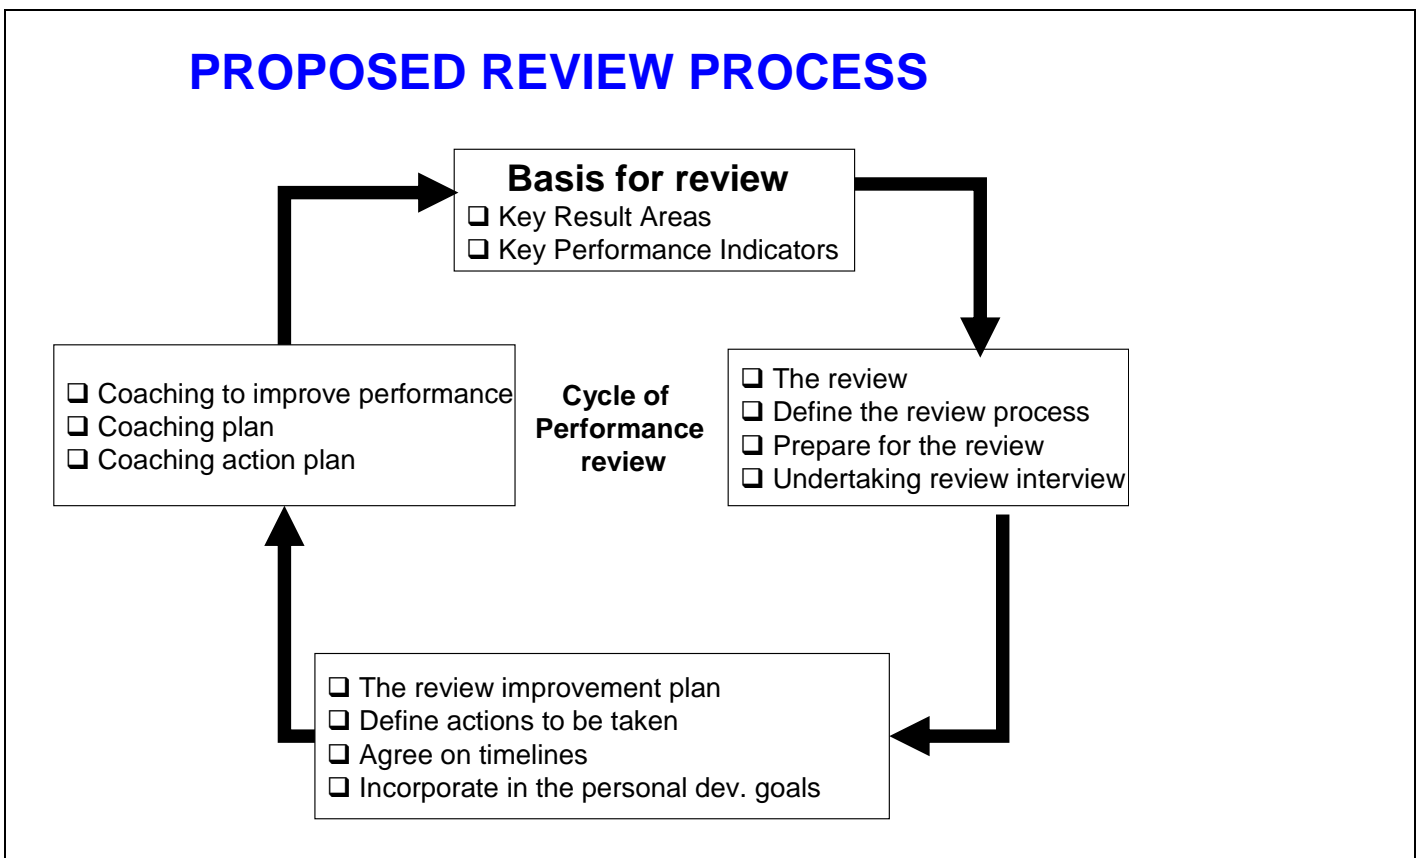 PROPOSED REVIEW PROCESS
Basis for review
❑ Key Result Areas
❑ Key Performance Indicators
❑ The review
❑ Define the review process
❑ Prepare for the review
❑ Undertaking review interview
❑ The review improvement plan
❑ Define actions to be taken
❑ Agree on timelines
❑ Incorporate in the personal dev. goals
❑ Coaching to improve performance
❑ Coaching plan
❑ Coaching action plan
Cycle of
Performance
review